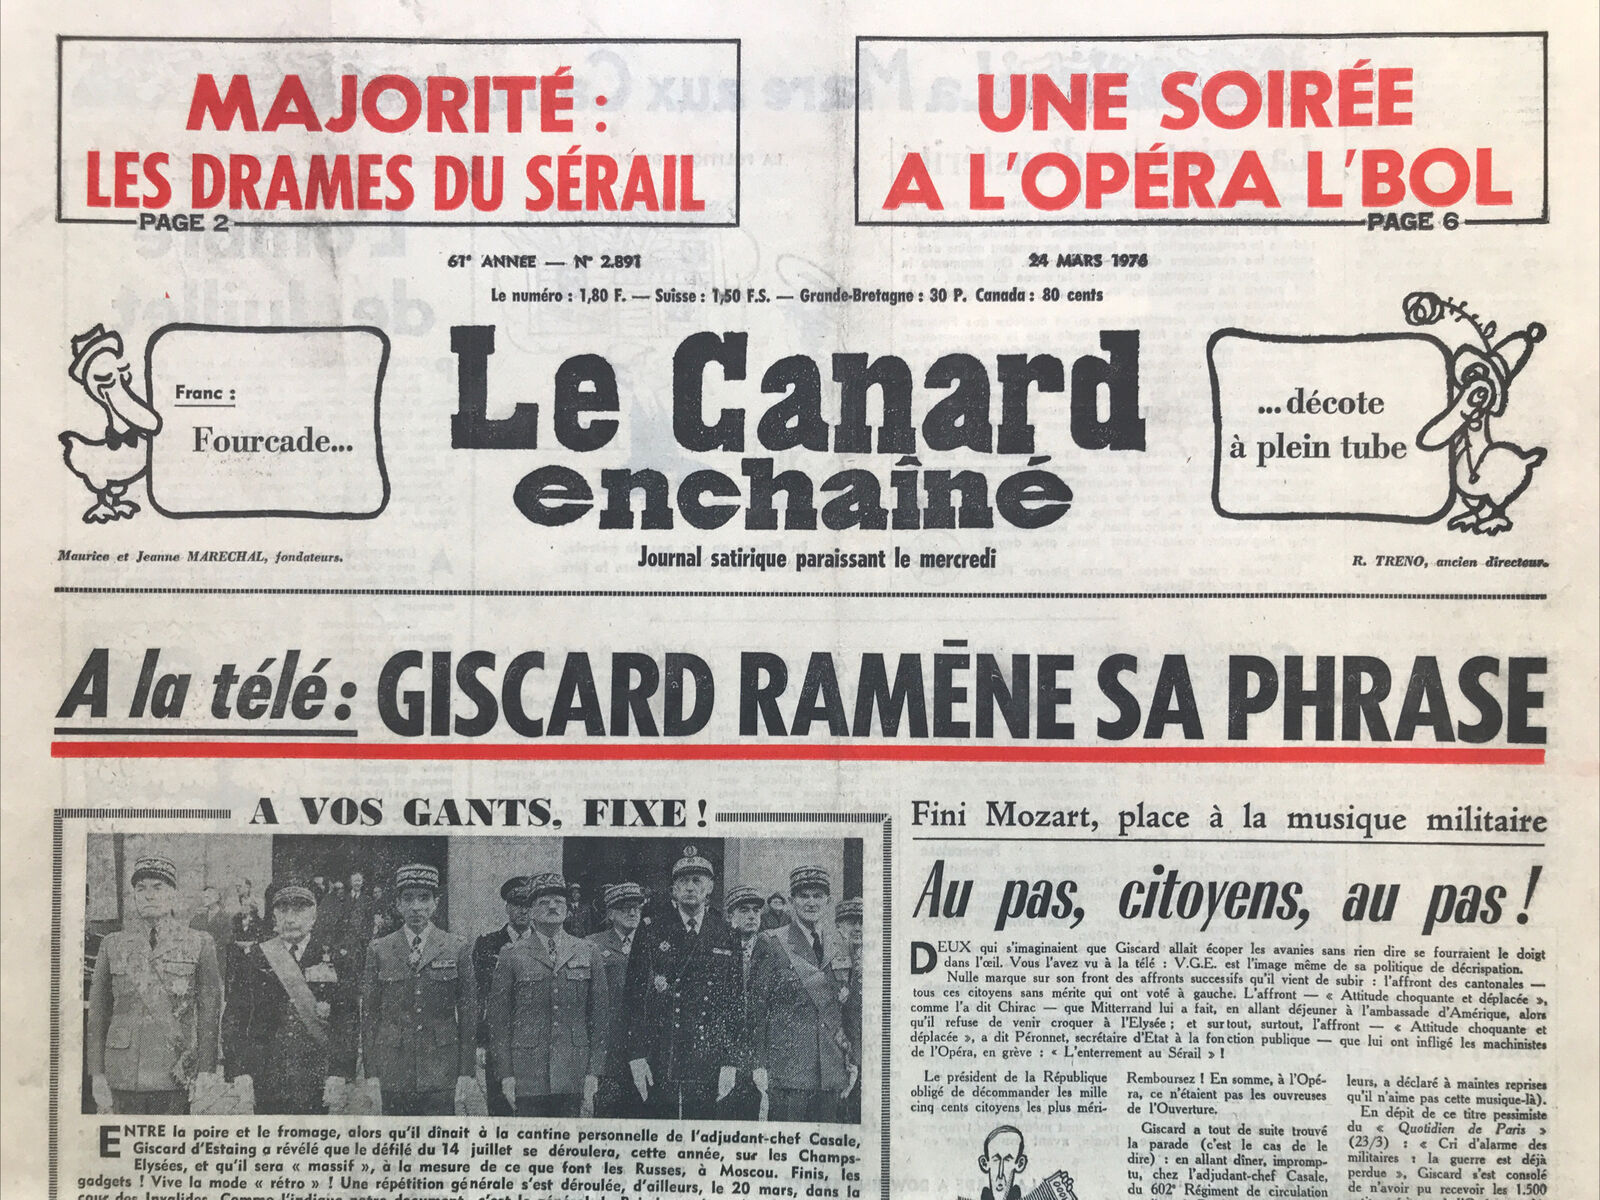 MAJORITÉ :
LES DRAMES DU SÉRAIL
PAGE 2
UNE SOIRÉE
A L'OPÉRA L'BOL
PAGE 6
61e ANNÉE — N° 2.891
24 MARS 1976
Le numéro : 1,80 F. — Suisse : 1,50 F.S. — Grande-Bretagne : 30 P. Canada : 80 cents
Franc :
Fourcade...
Le Canard
enchaîné
...décote
à plein tube
Maurice et Jeanne MARECHAL, fondateurs.
Journal satirique paraissant le mercredi
R. TRENO, ancien directeur.
A la télé : GISCARD RAMÈNE SA PHRASE
A VOS GANTS, FIXE !
ENTRE la poire et le fromage, alors qu'il dînait à la cantine personnelle de l'adjudant-chef Casale,
Giscard d'Estaing a révélé que le défilé du 14 juillet se déroulera, cette année, sur les Champs-
Elysées, et qu'il sera « massif », à la mesure de ce que font les Russes, à Moscou. Finis, les
gadgets ! Vive la mode « rétro » ! Une répétition générale s'est déroulée, d'ailleurs, le 20 mars, dans la
cour des Invalides. Comme l'indique notre document, c'est le général
Fini Mozart, place à la musique militaire
Au pas, citoyens, au pas !
DEUX qui s'imaginaient que Giscard allait écoper les avanies sans rien dire se fourraient le doigt
dans l'œil. Vous l'avez vu à la télé : V.G.E. est l'image même de sa politique de décrispation.
Nulle marque sur son front des affronts successifs qu'il vient de subir : l'affront des cantonales —
tous ces citoyens sans mérite qui ont voté à gauche. L'affront — « Attitude choquante et déplacée »,
comme l'a dit Chirac — que Mitterrand lui a fait, en allant déjeuner à l'ambassade d'Amérique, alors
qu'il refuse de venir croquer à l'Elysée ; et surtout, surtout, l'affront — « Attitude choquante et
déplacée », a dit Péronnet, secrétaire d'Etat à la fonction publique — que lui ont infligé les machinistes
de l'Opéra, en grève : « L'enterrement au Sérail » !
Le président de la République
obligé de décommander les mille
cinq cents citoyens les plus méri-
Remboursez ! En somme, à l'Opé-
ra, ce n'étaient pas les ouvreuses
de l'Ouverture.
Giscard a tout de suite trouvé
la parade (c'est le cas de le
dire) : en allant dîner, impromp-
tu, chez l'adjudant-chef Casale,
du 602e Régiment de circulation
leurs, a déclaré à maintes reprises
qu'il n'aime pas cette musique-là).
En dépit de ce titre pessimiste
du « Quotidien de Paris »
(23/3) : « Cri d'alarme des
militaires : la guerre est déjà
perdue », Giscard s'est consolé
de n'avoir pu recevoir les 1.500